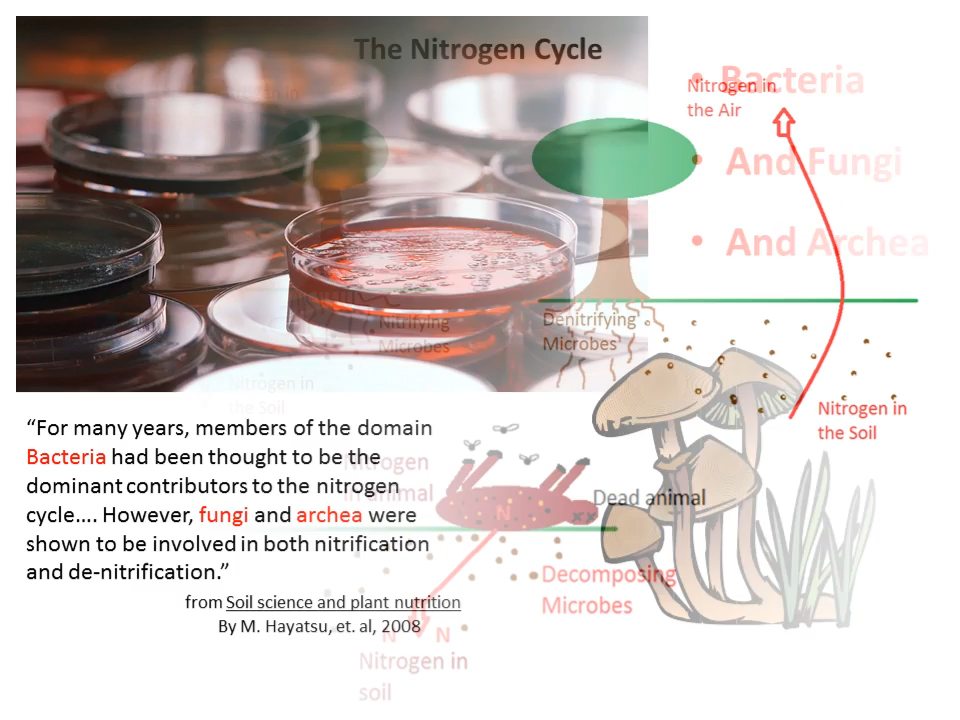 The Nitrogen Cycle
• Bacteria
Nitrogen in
the Air
• And Fungi
• And Archea
Nitrifying
Microbes
Denitrifying
Microbes
Nitrogen in
the Soil
Nitrogen in
the Soil
“For many years, members of the domain
Bacteria had been thought to be the
dominant contributors to the nitrogen
cycle.... However, fungi and archea were
shown to be involved in both nitrification
and de-nitrification.”
from Soil science and plant nutrition
By M. Hayatsu, et. al, 2008
Nitrogen
in animal
N
Dead animal
Decomposing
Microbes
N N
Nitrogen in
soil